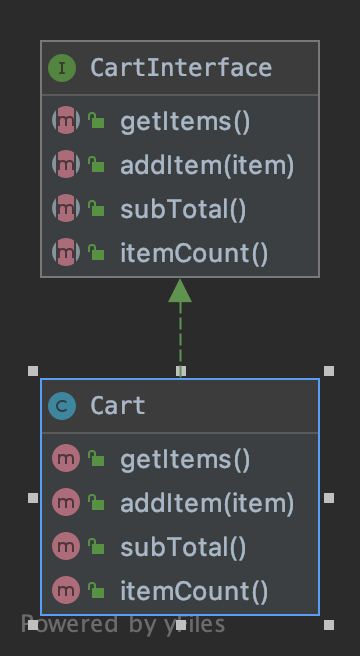 I CartInterface
m getItems()
m addItem(item)
m subTotal()
m itemCount()
C Cart
m getItems()
m addItem(item)
m subTotal()
m itemCount()
Powered by yFiles